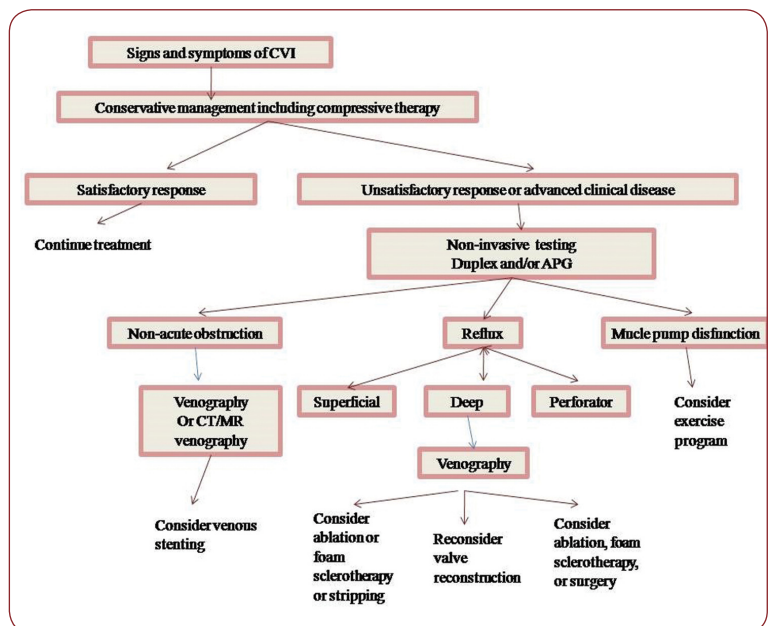 Signs and symptoms of CVI
Conservative management including compressive therapy
Satisfactory response
Unsatisfactory response or advanced clinical disease
Continue treatment
Non-invasive testing
Duplex and/or APG
Non-acute obstruction
Reflux
Mucle pump disfunction
Venography
Or CT/MR
venography
Superficial
Deep
Perforator
Consider
exercise
program
Venography
Consider venous
stenting
Consider
ablation or
foam
sclerotherapy
or stripping
Reconsider
valve
reconstruction
Consider
ablation, foam
sclerotherapy,
or surgery